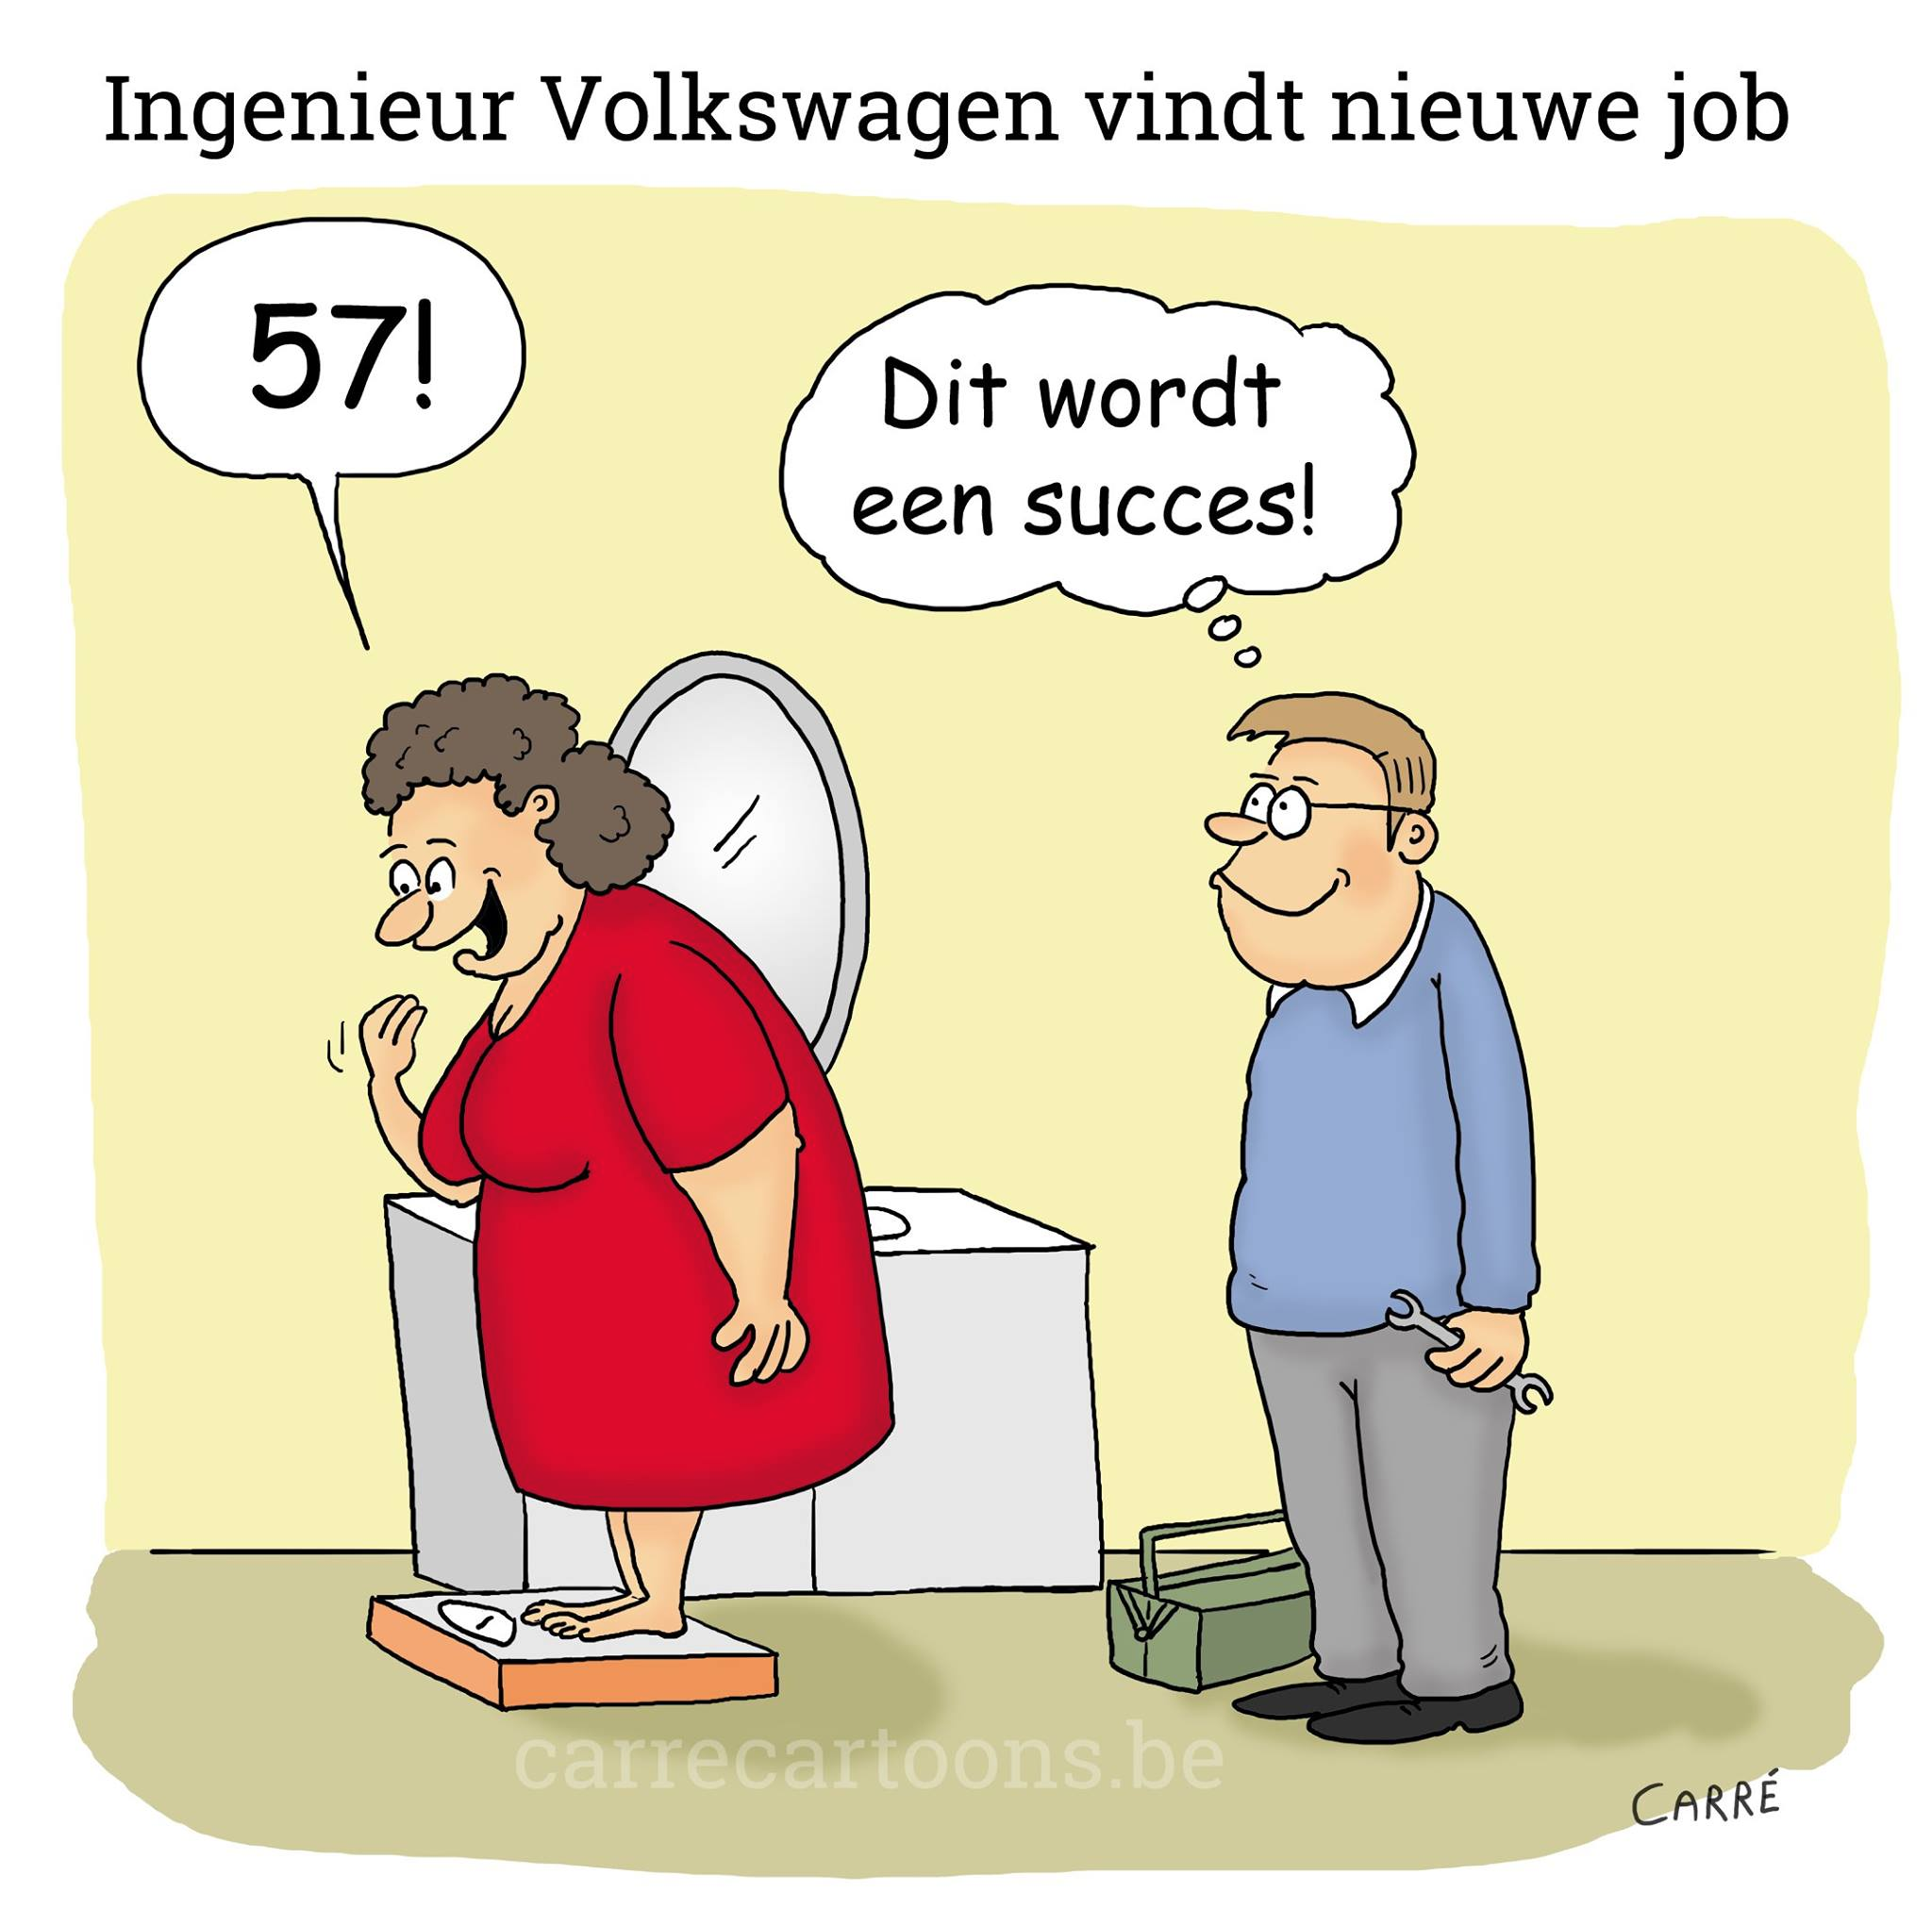 Ingenieur Volkswagen vindt nieuwe job
57!
Dit wordt
een succes!
carrecartoons.be
CARRÉ